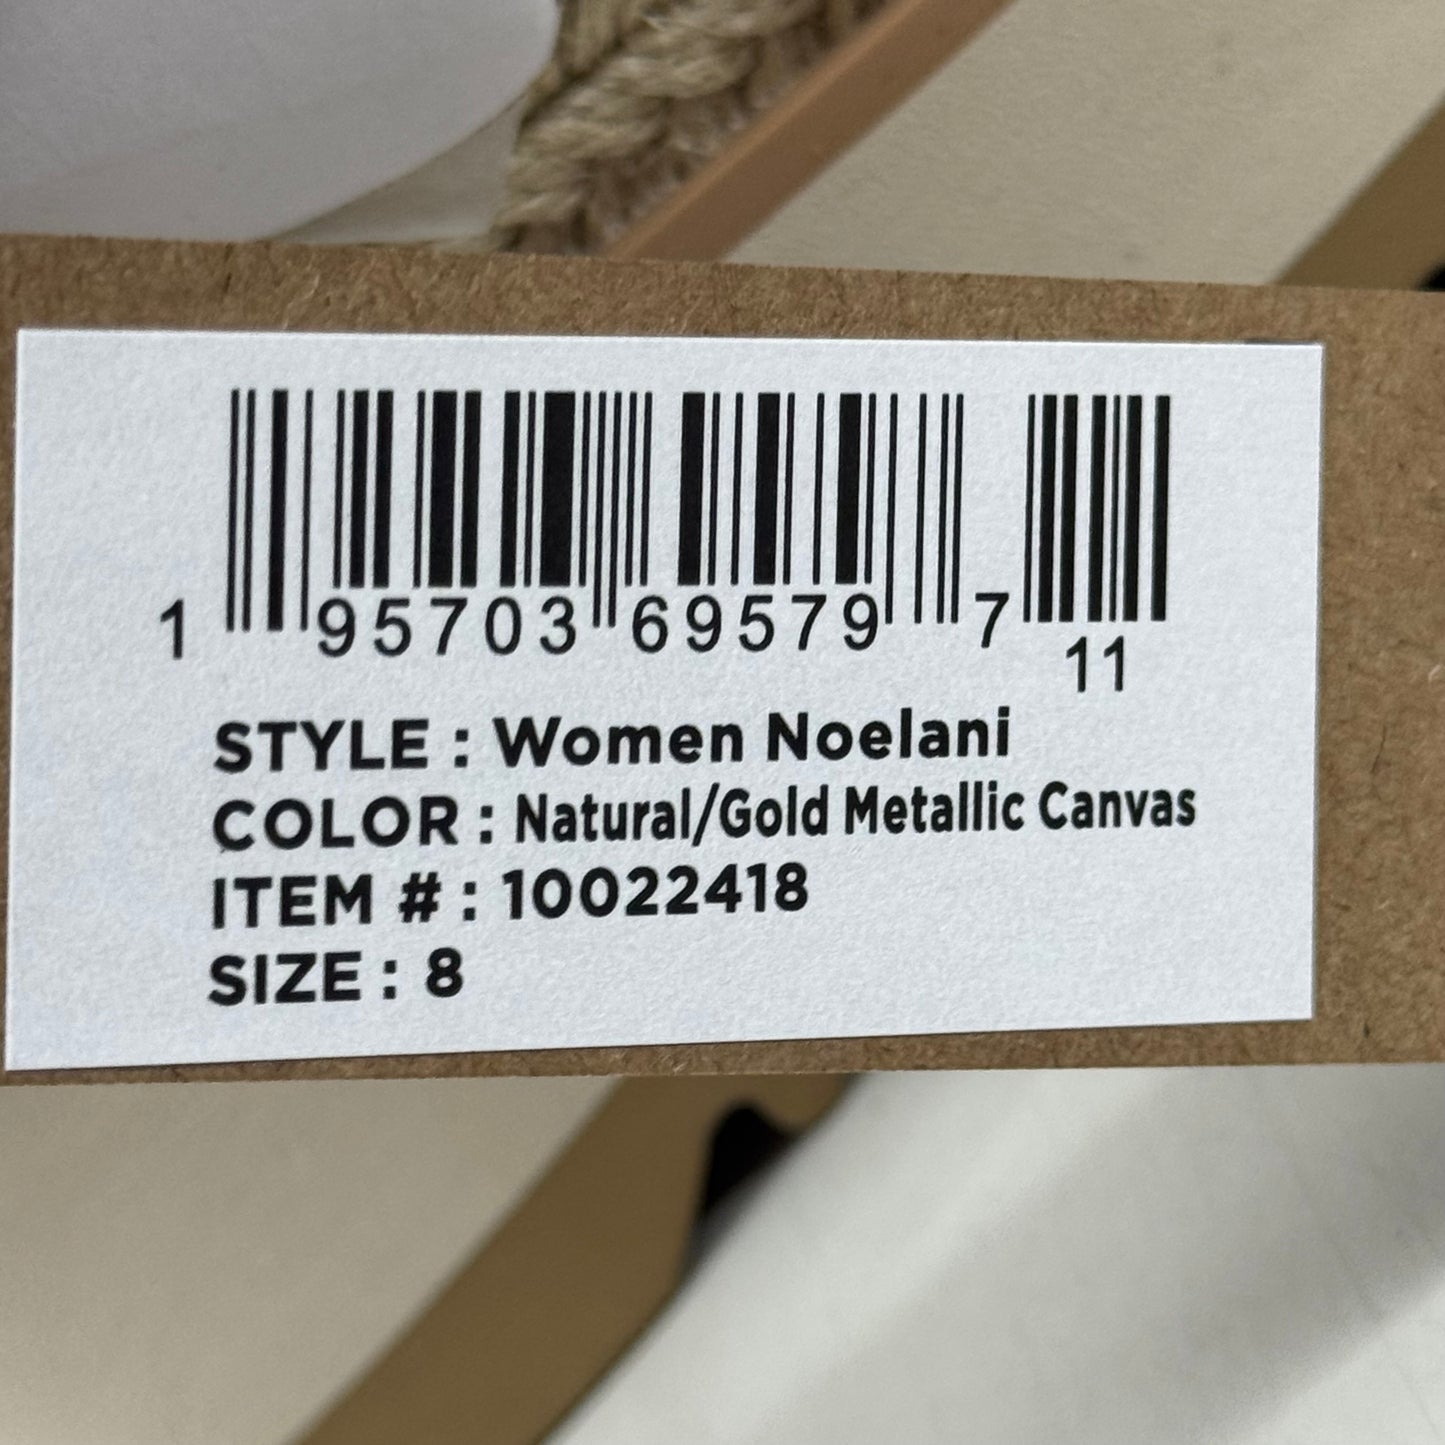 1 95703 69579 7 11
STYLE : Women Noelani
COLOR : Natural/Gold Metallic Canvas
ITEM # : 10022418
SIZE : 8